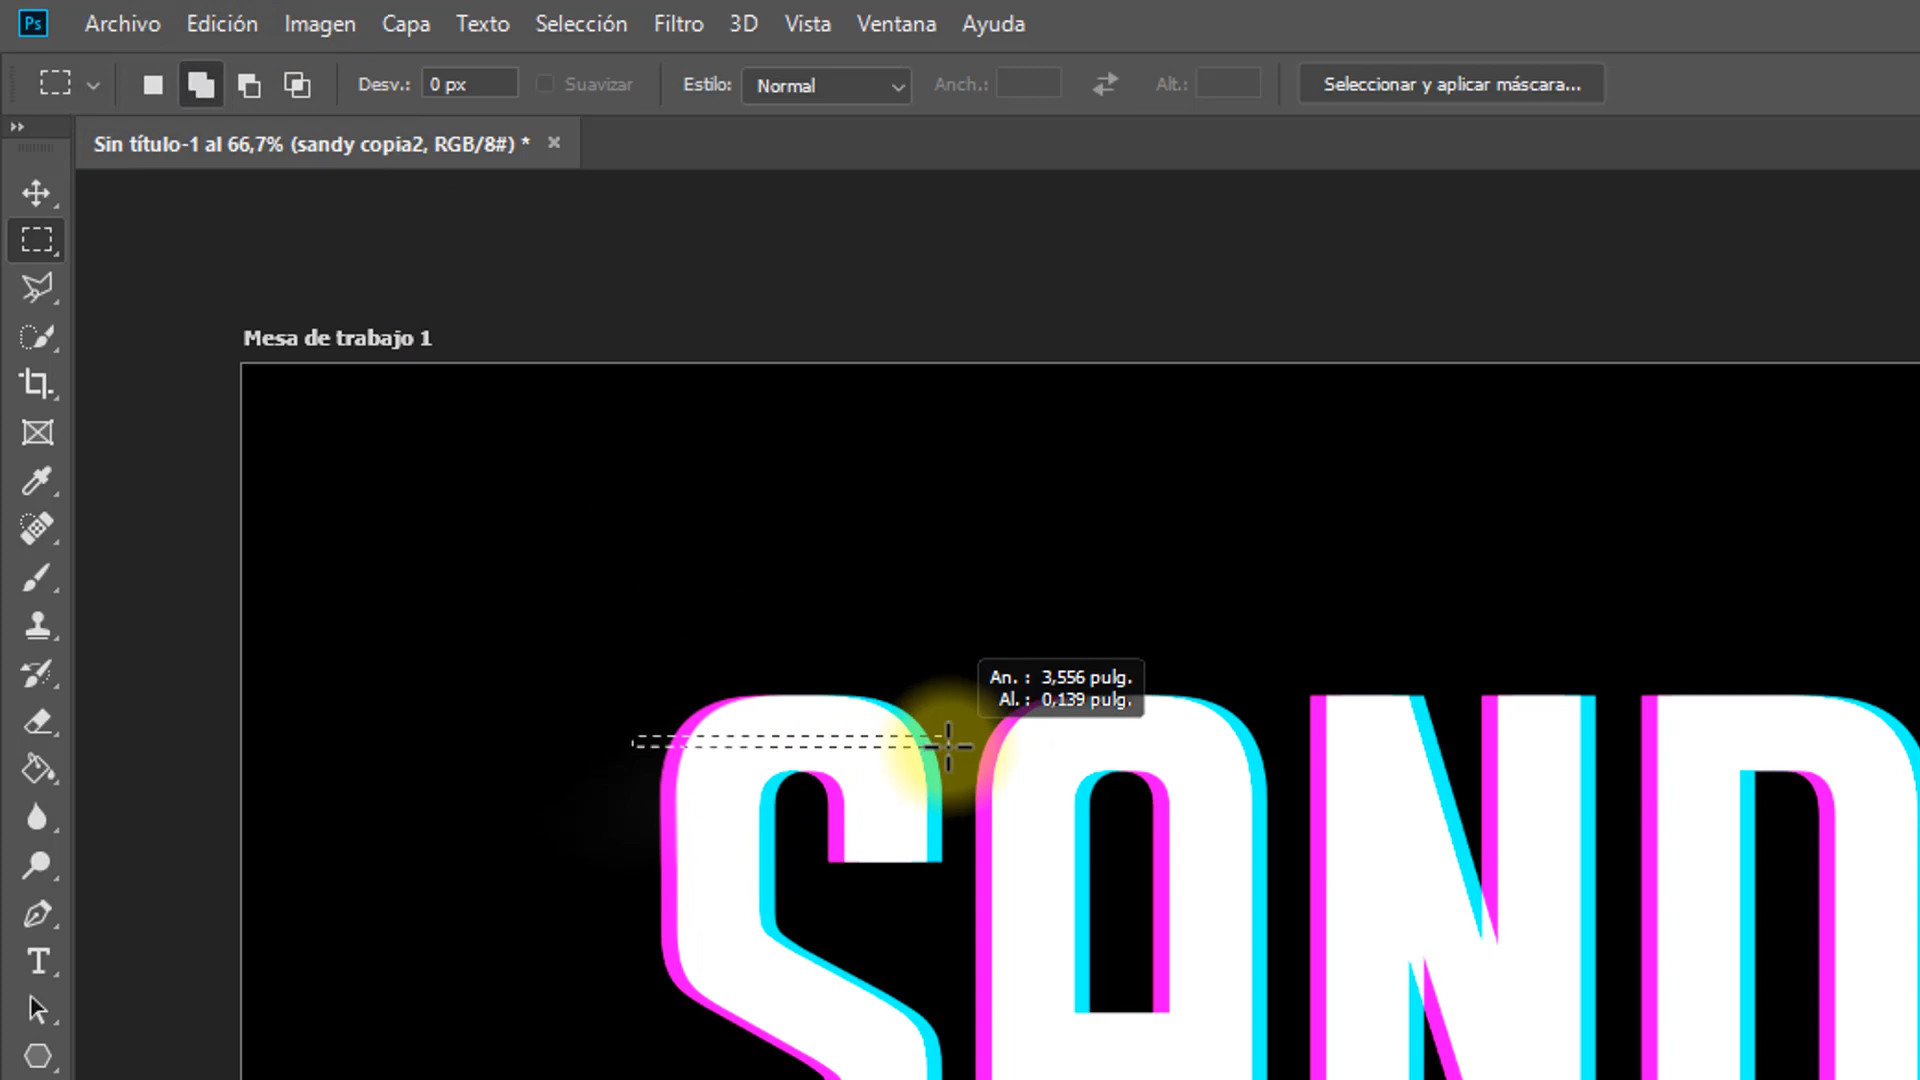 Ps Archivo Edición Imagen Capa Texto Selección Filtro 3D Vista Ventana Ayuda
Desv.: 0 px Suavizar Estilo: Normal Anch.: Alt.: Seleccionar y aplicar máscara...
Sin título-1 al 66,7% (sandy copia2, RGB/8#) *
Mesa de trabajo 1
An. : 3,556 pulg.
Al. : 0,139 pulg.
SAND